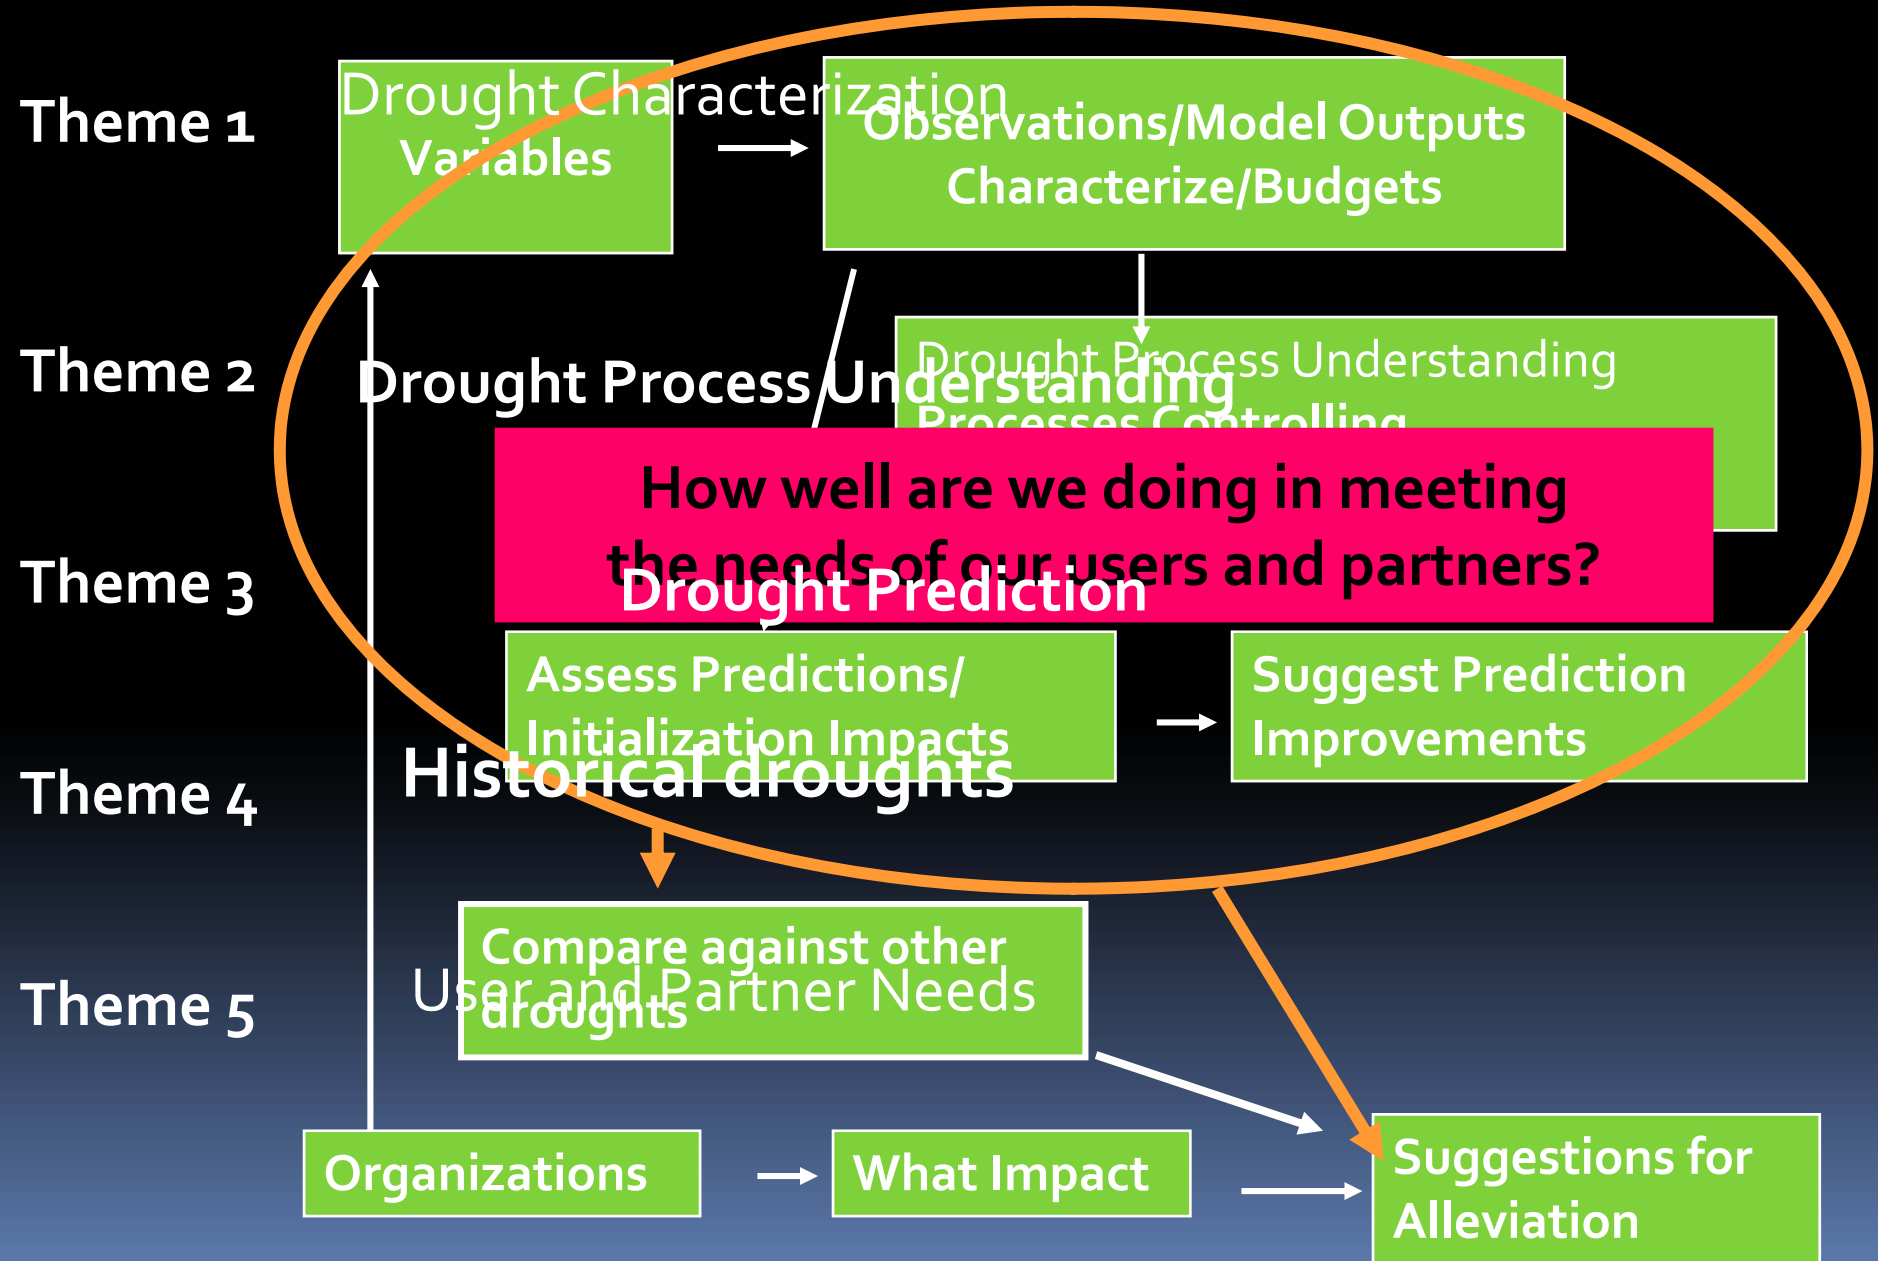 Theme 1
Drought Characterization
Variables
Observations/Model Outputs
Characterize/Budgets
Theme 2
Drought Process Understanding
Drought Process Understanding
Processes Controlling
How well are we doing in meeting
the needs of our users and partners?
Theme 3
Drought Prediction
Assess Predictions/
Initialization Impacts
Suggest Prediction
Improvements
Theme 4
Historical droughts
Compare against other
droughts
Theme 5
User and Partner Needs
Organizations
What Impact
Suggestions for
Alleviation